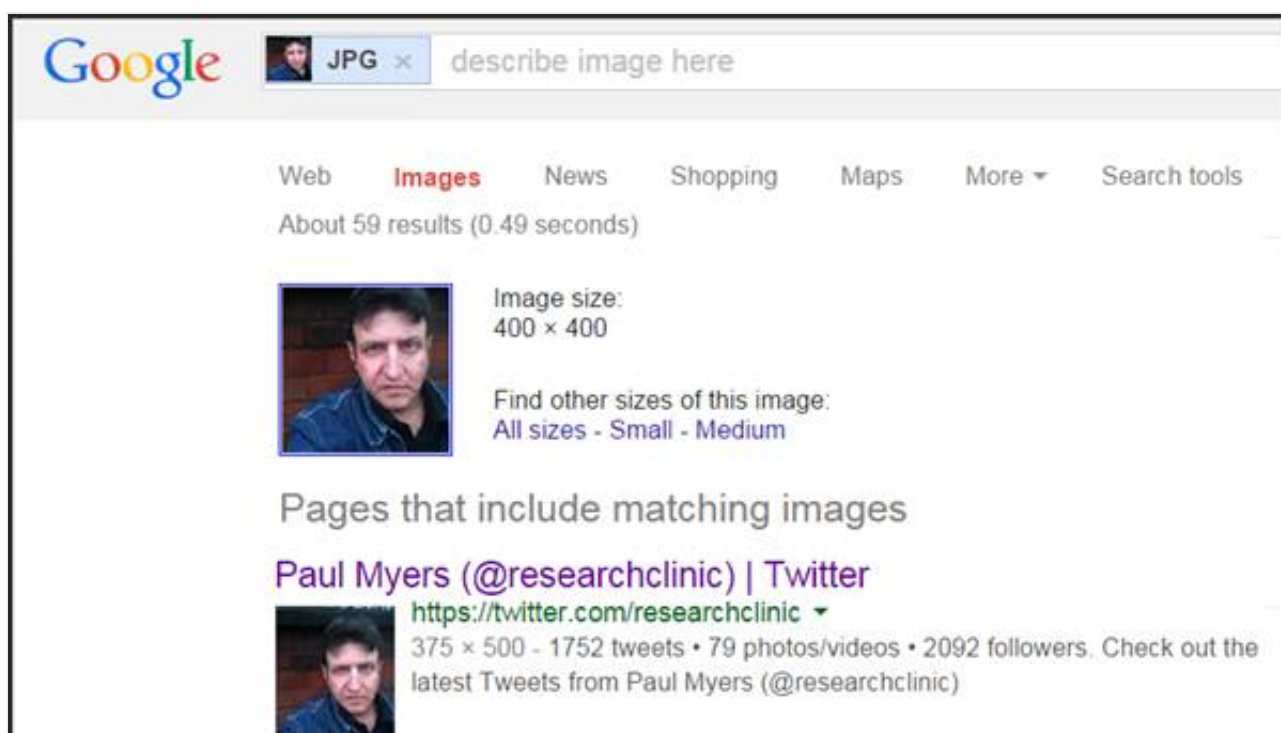 Google JPG × describe image here
Web Images News Shopping Maps More Search tools
About 59 results (0.49 seconds)
Image size:
400 × 400
Find other sizes of this image:
All sizes - Small - Medium
Pages that include matching images
Paul Myers (@researchclinic) | Twitter
https://twitter.com/researchclinic
375 × 500 - 1752 tweets • 79 photos/videos • 2092 followers. Check out the
latest Tweets from Paul Myers (@researchclinic)